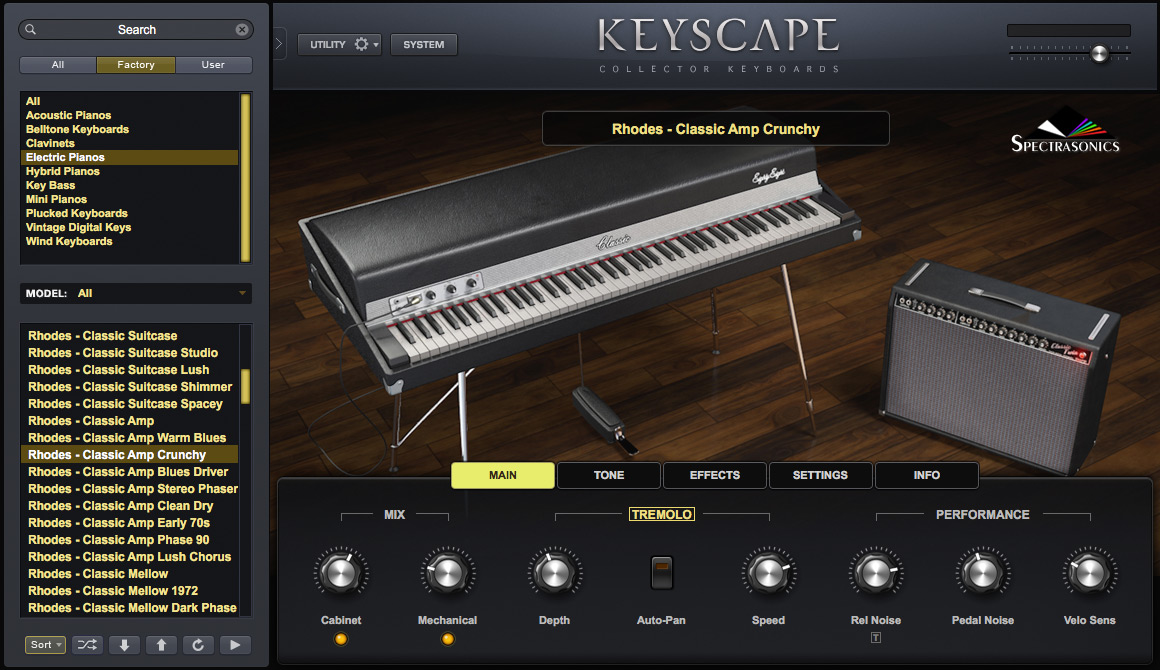 Search
All
Factory
User
All
Acoustic Pianos
Belltone Keyboards
Clavinets
Electric Pianos
Hybrid Pianos
Key Bass
Mini Pianos
Plucked Keyboards
Vintage Digital Keys
Wind Keyboards
MODEL: All
Rhodes - Classic Suitcase
Rhodes - Classic Suitcase Studio
Rhodes - Classic Suitcase Lush
Rhodes - Classic Suitcase Shimmer
Rhodes - Classic Suitcase Spacey
Rhodes - Classic Amp
Rhodes - Classic Amp Warm Blues
Rhodes - Classic Amp Crunchy
Rhodes - Classic Amp Blues Driver
Rhodes - Classic Amp Stereo Phaser
Rhodes - Classic Amp Clean Dry
Rhodes - Classic Amp Early 70s
Rhodes - Classic Amp Phase 90
Rhodes - Classic Amp Lush Chorus
Rhodes - Classic Mellow
Rhodes - Classic Mellow 1972
Rhodes - Classic Mellow Dark Phase
Sort
UTILITY
SYSTEM
KEYSCAPE
COLLECTOR KEYBOARDS
Rhodes - Classic Amp Crunchy
SPECTRASONICS
EightyEight
Classic
Classic
Twin
MAIN
TONE
EFFECTS
SETTINGS
INFO
MIX
TREMOLO
PERFORMANCE
Cabinet
Mechanical
Depth
Auto-Pan
Speed
Rel Noise
Pedal Noise
Velo Sens
T